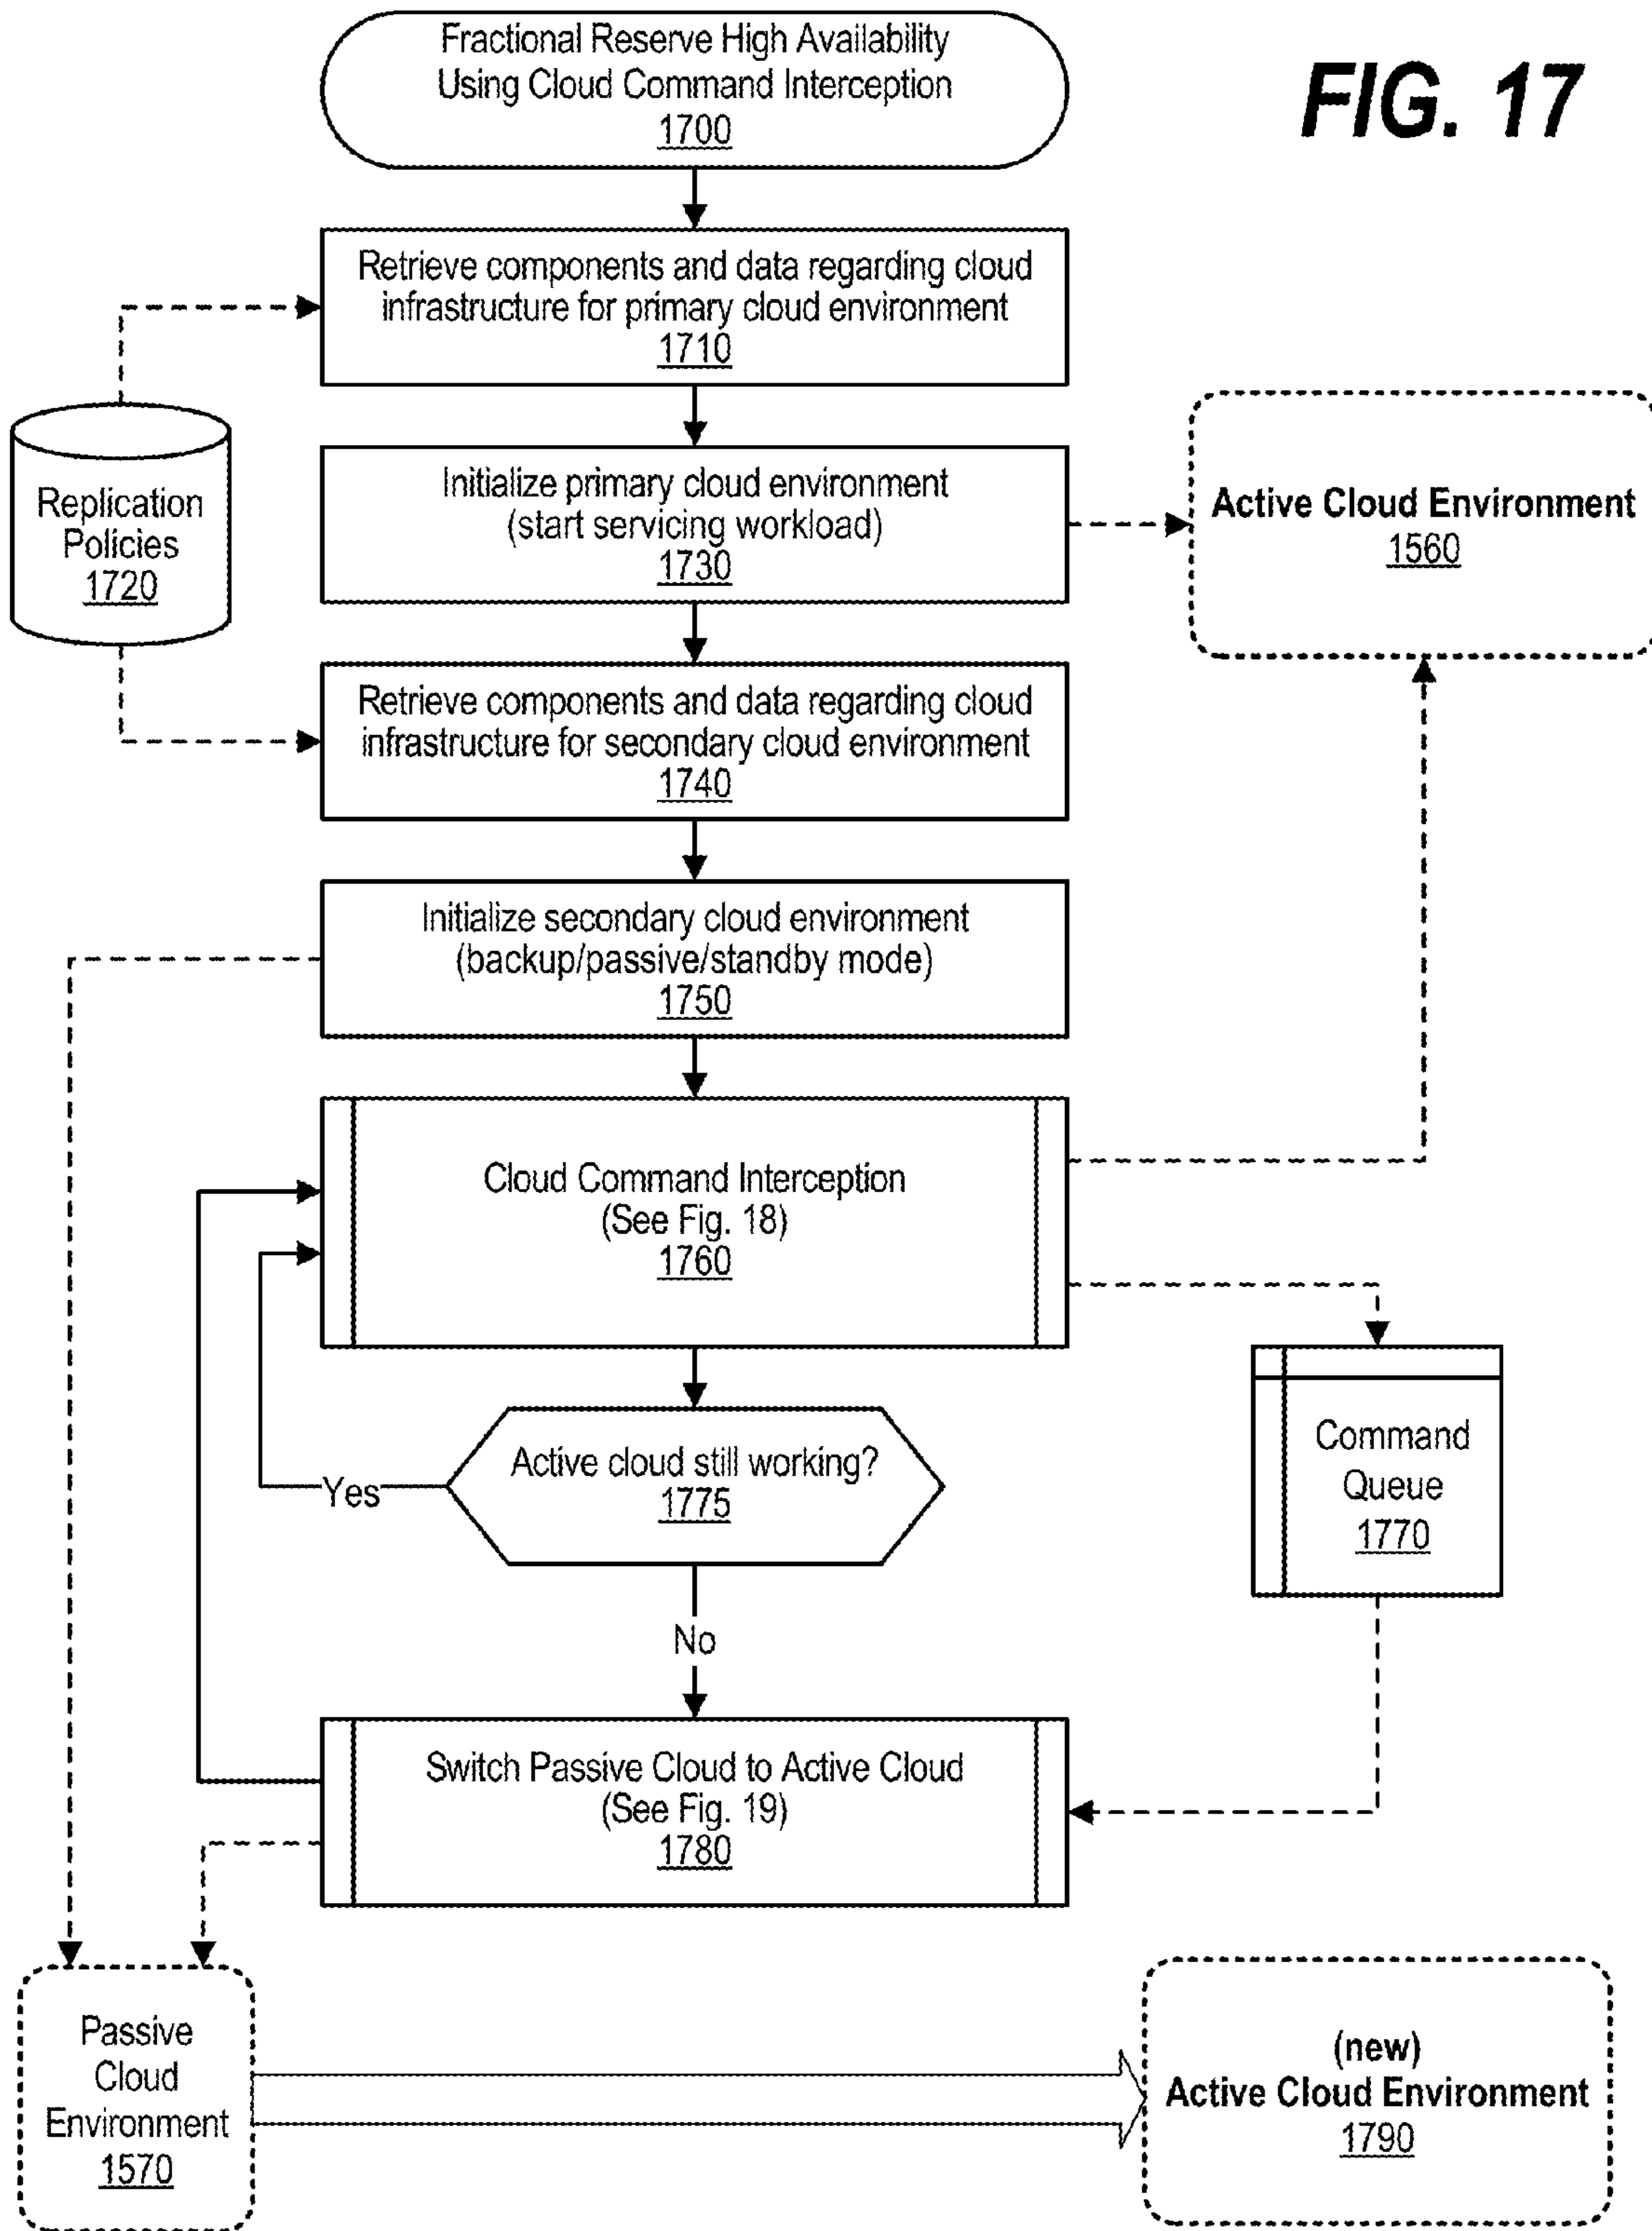 Fractional Reserve High Availability
Using Cloud Command Interception
1700
FIG. 17
Retrieve components and data regarding cloud
infrastructure for primary cloud environment
1710
Replication
Policies
1720
Initialize primary cloud environment
(start servicing workload)
1730
Active Cloud Environment
1560
Retrieve components and data regarding cloud
infrastructure for secondary cloud environment
1740
Initialize secondary cloud environment
(backup/passive/standby mode)
1750
Cloud Command Interception
(See Fig. 18)
1760
Command
Queue
1770
Active cloud still working?
1775
Yes
No
Switch Passive Cloud to Active Cloud
(See Fig. 19)
1780
Passive
Cloud
Environment
1570
(new)
Active Cloud Environment
1790